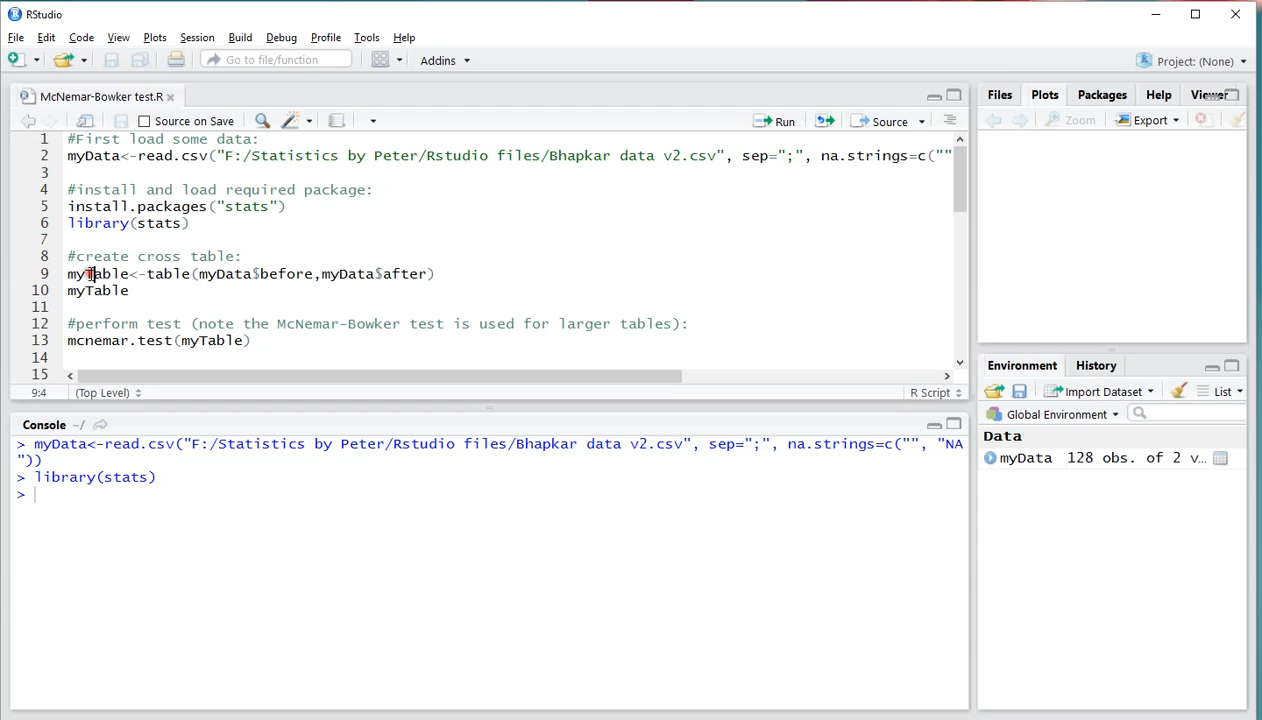 RStudio
File Edit Code View Plots Session Build Debug Profile Tools Help
Go to file/function Addins Project: (None)
McNemar-Bowker test.R
Source on Save Run Source
1 #First load some data:
2 myData<-read.csv("F:/Statistics by Peter/Rstudio files/Bhapkar data v2.csv", sep=";", na.strings=c(""
3
4 #install and load required package:
5 install.packages("stats")
6 library(stats)
7
8 #create cross table:
9 myTable<-table(myData$before,myData$after)
10 myTable
11
12 #perform test (note the McNemar-Bowker test is used for larger tables):
13 mcnemar.test(myTable)
14
15
9:4 (Top Level) R Script
Console ~/
> myData<-read.csv("F:/Statistics by Peter/Rstudio files/Bhapkar data v2.csv", sep=";", na.strings=c("", "NA
"))
> library(stats)
>
Files Plots Packages Help Viewer
Zoom Export
Environment History
Import Dataset List
Global Environment
Data
myData 128 obs. of 2 v...